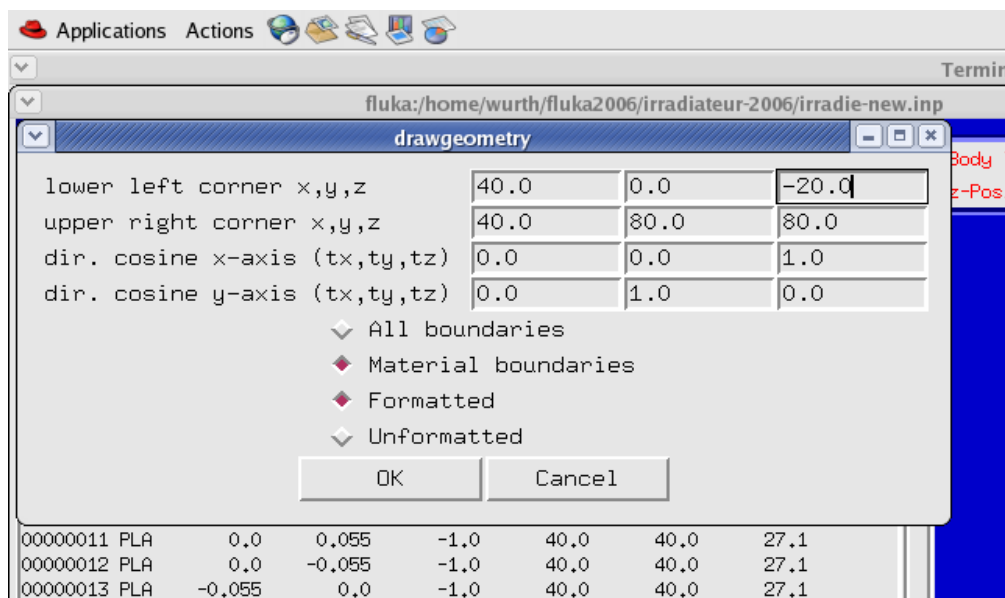 Applications Actions
Termin
fluka:/home/wurth/fluka2006/irradiateur-2006/irradie-new.inp
drawgeometry
Body
z-Pos
lower left corner x,y,z 40.0 0.0 -20.0
upper right corner x,y,z 40.0 80.0 80.0
dir. cosine x-axis (tx,ty,tz) 0.0 0.0 1.0
dir. cosine y-axis (tx,ty,tz) 0.0 1.0 0.0
All boundaries
Material boundaries
Formatted
Unformatted
OK Cancel
00000011 PLA 0.0 0.055 -1.0 40.0 40.0 27.1
00000012 PLA 0.0 -0.055 -1.0 40.0 40.0 27.1
00000013 PLA -0.055 0.0 -1.0 40.0 40.0 27.1